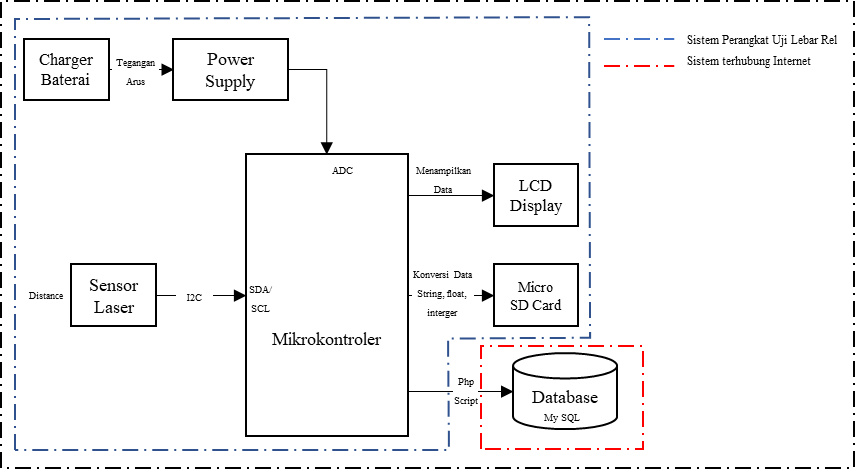 Sistem Perangkat Uji Lebar Rel
Sistem terhubung Internet
Charger
Baterai
Tegangan
Arus
Power
Supply
ADC
Menampilkan
Data
LCD
Display
Distance
Sensor
Laser
I2C
SDA/
SCL
Mikrokontroler
Konversi Data
String, float,
interger
Micro
SD Card
Php
Script
Database
My SQL